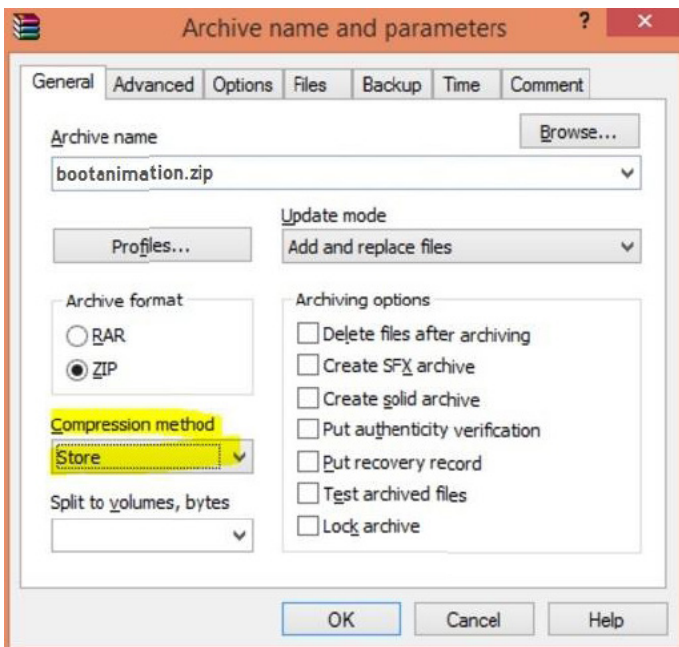 Archive name and parameters ? ×
General Advanced Options Files Backup Time Comment
Archive name
Browse...
bootanimation.zip
Update mode
Profiles...
Add and replace files
Archive format
RAR
ZIP
Archiving options
Delete files after archiving
Create SFX archive
Create solid archive
Put authenticity verification
Put recovery record
Test archived files
Lock archive
Compression method
Store
Split to volumes, bytes
OK Cancel Help